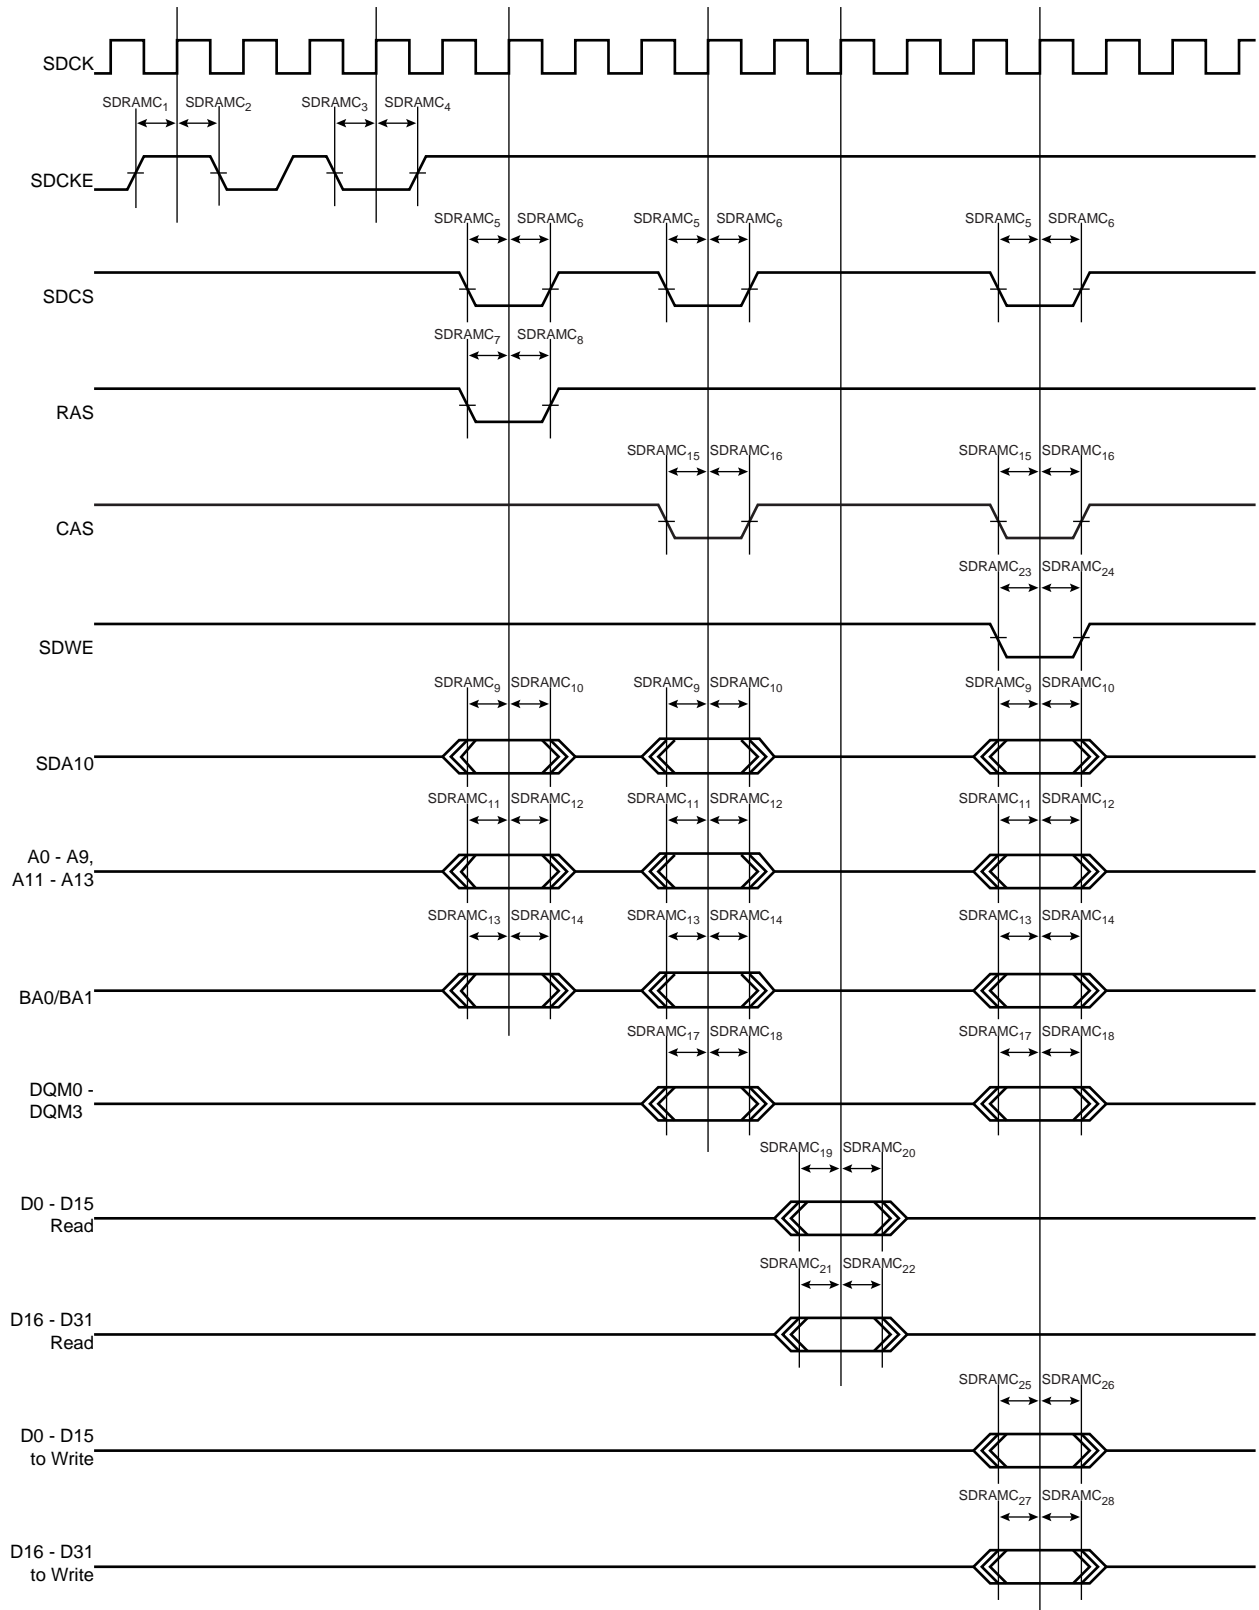 SDCK
SDRAMC1 SDRAMC2 SDRAMC3 SDRAMC4
SDCKE
SDRAMC5 SDRAMC6 SDRAMC5 SDRAMC6 SDRAMC5 SDRAMC6
SDCS
SDRAMC7 SDRAMC8
RAS
SDRAMC15 SDRAMC16 SDRAMC15 SDRAMC16
CAS
SDRAMC23 SDRAMC24
SDWE
SDRAMC9 SDRAMC10 SDRAMC9 SDRAMC10 SDRAMC9 SDRAMC10
SDA10
SDRAMC11 SDRAMC12 SDRAMC11 SDRAMC12 SDRAMC11 SDRAMC12
A0 - A9,
A11 - A13
SDRAMC13 SDRAMC14 SDRAMC13 SDRAMC14 SDRAMC13 SDRAMC14
BA0/BA1
SDRAMC17 SDRAMC18 SDRAMC17 SDRAMC18
DQM0 -
DQM3
SDRAMC19 SDRAMC20
D0 - D15
Read
SDRAMC21 SDRAMC22
D16 - D31
Read
SDRAMC25 SDRAMC26
D0 - D15
to Write
SDRAMC27 SDRAMC28
D16 - D31
to Write